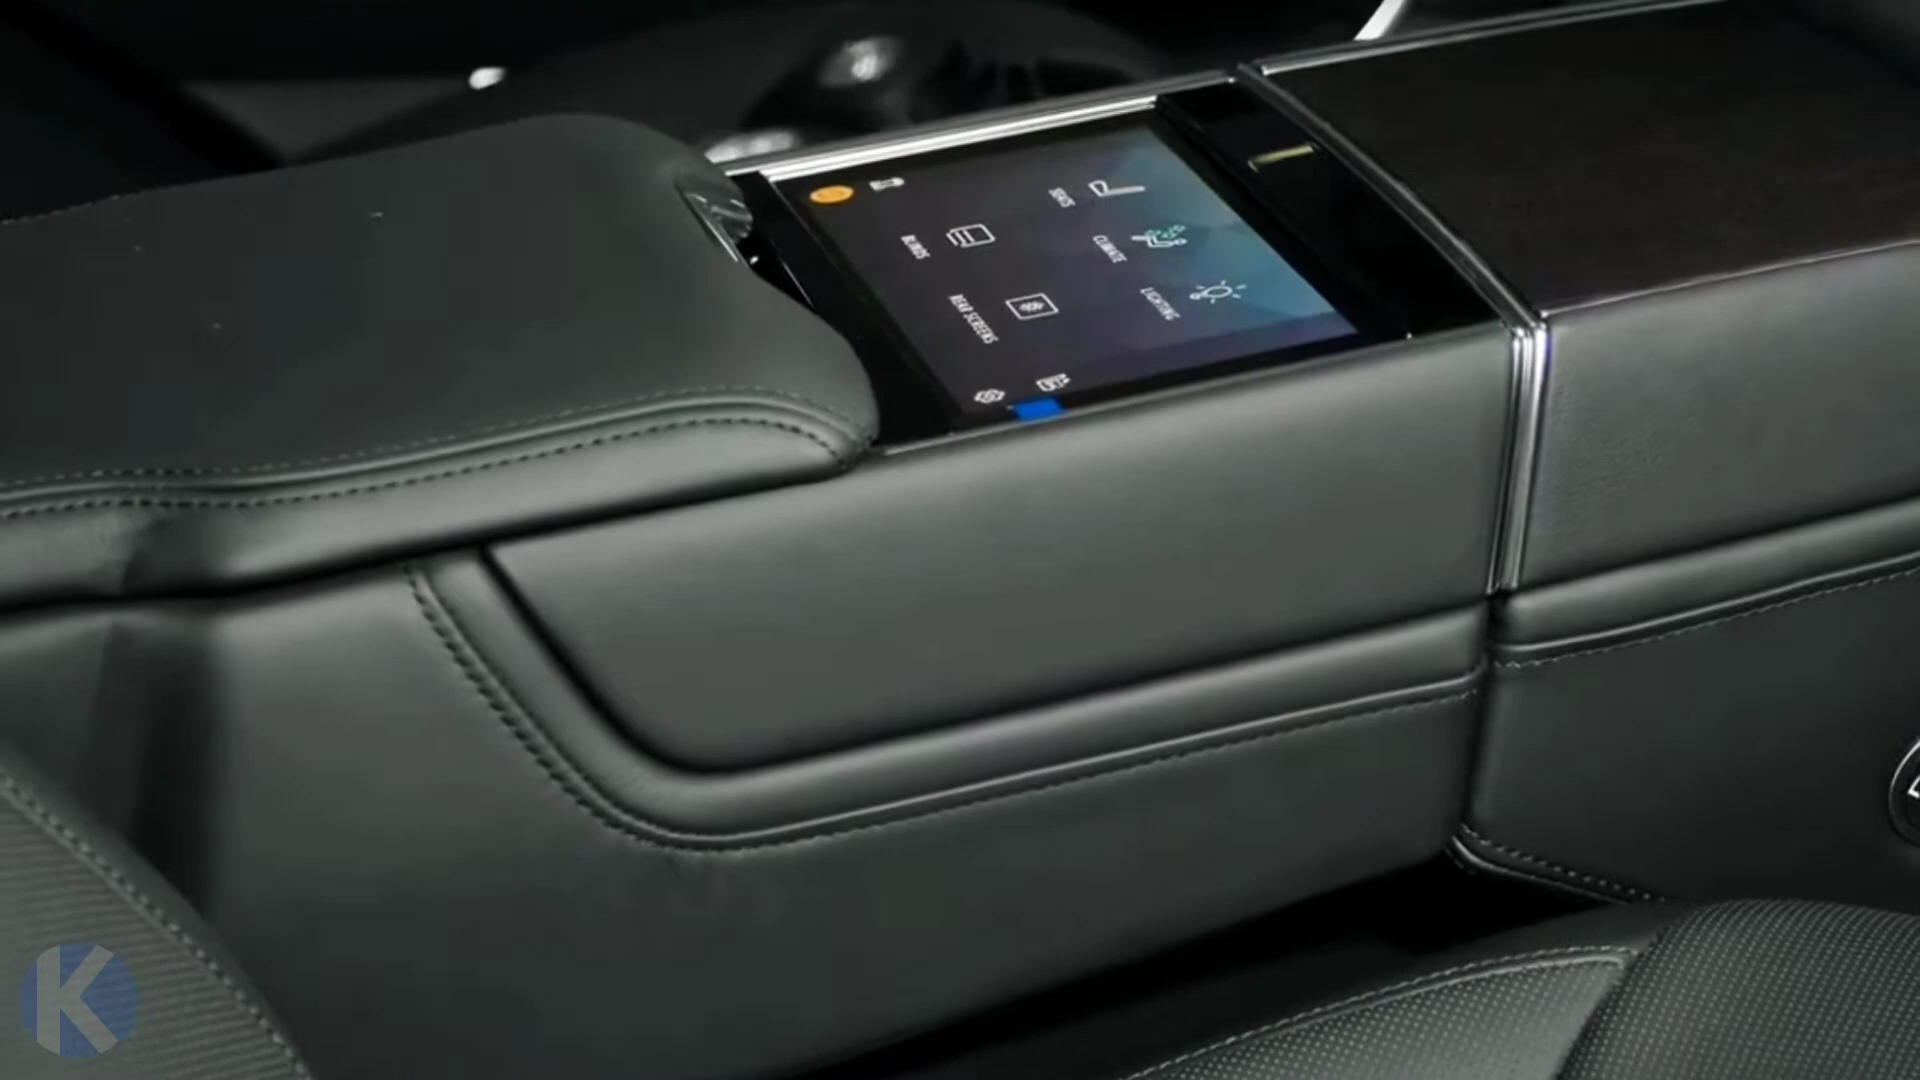 SEATS
CLIMATE
LIGHTING
BLINDS
REAR SCREENS
K